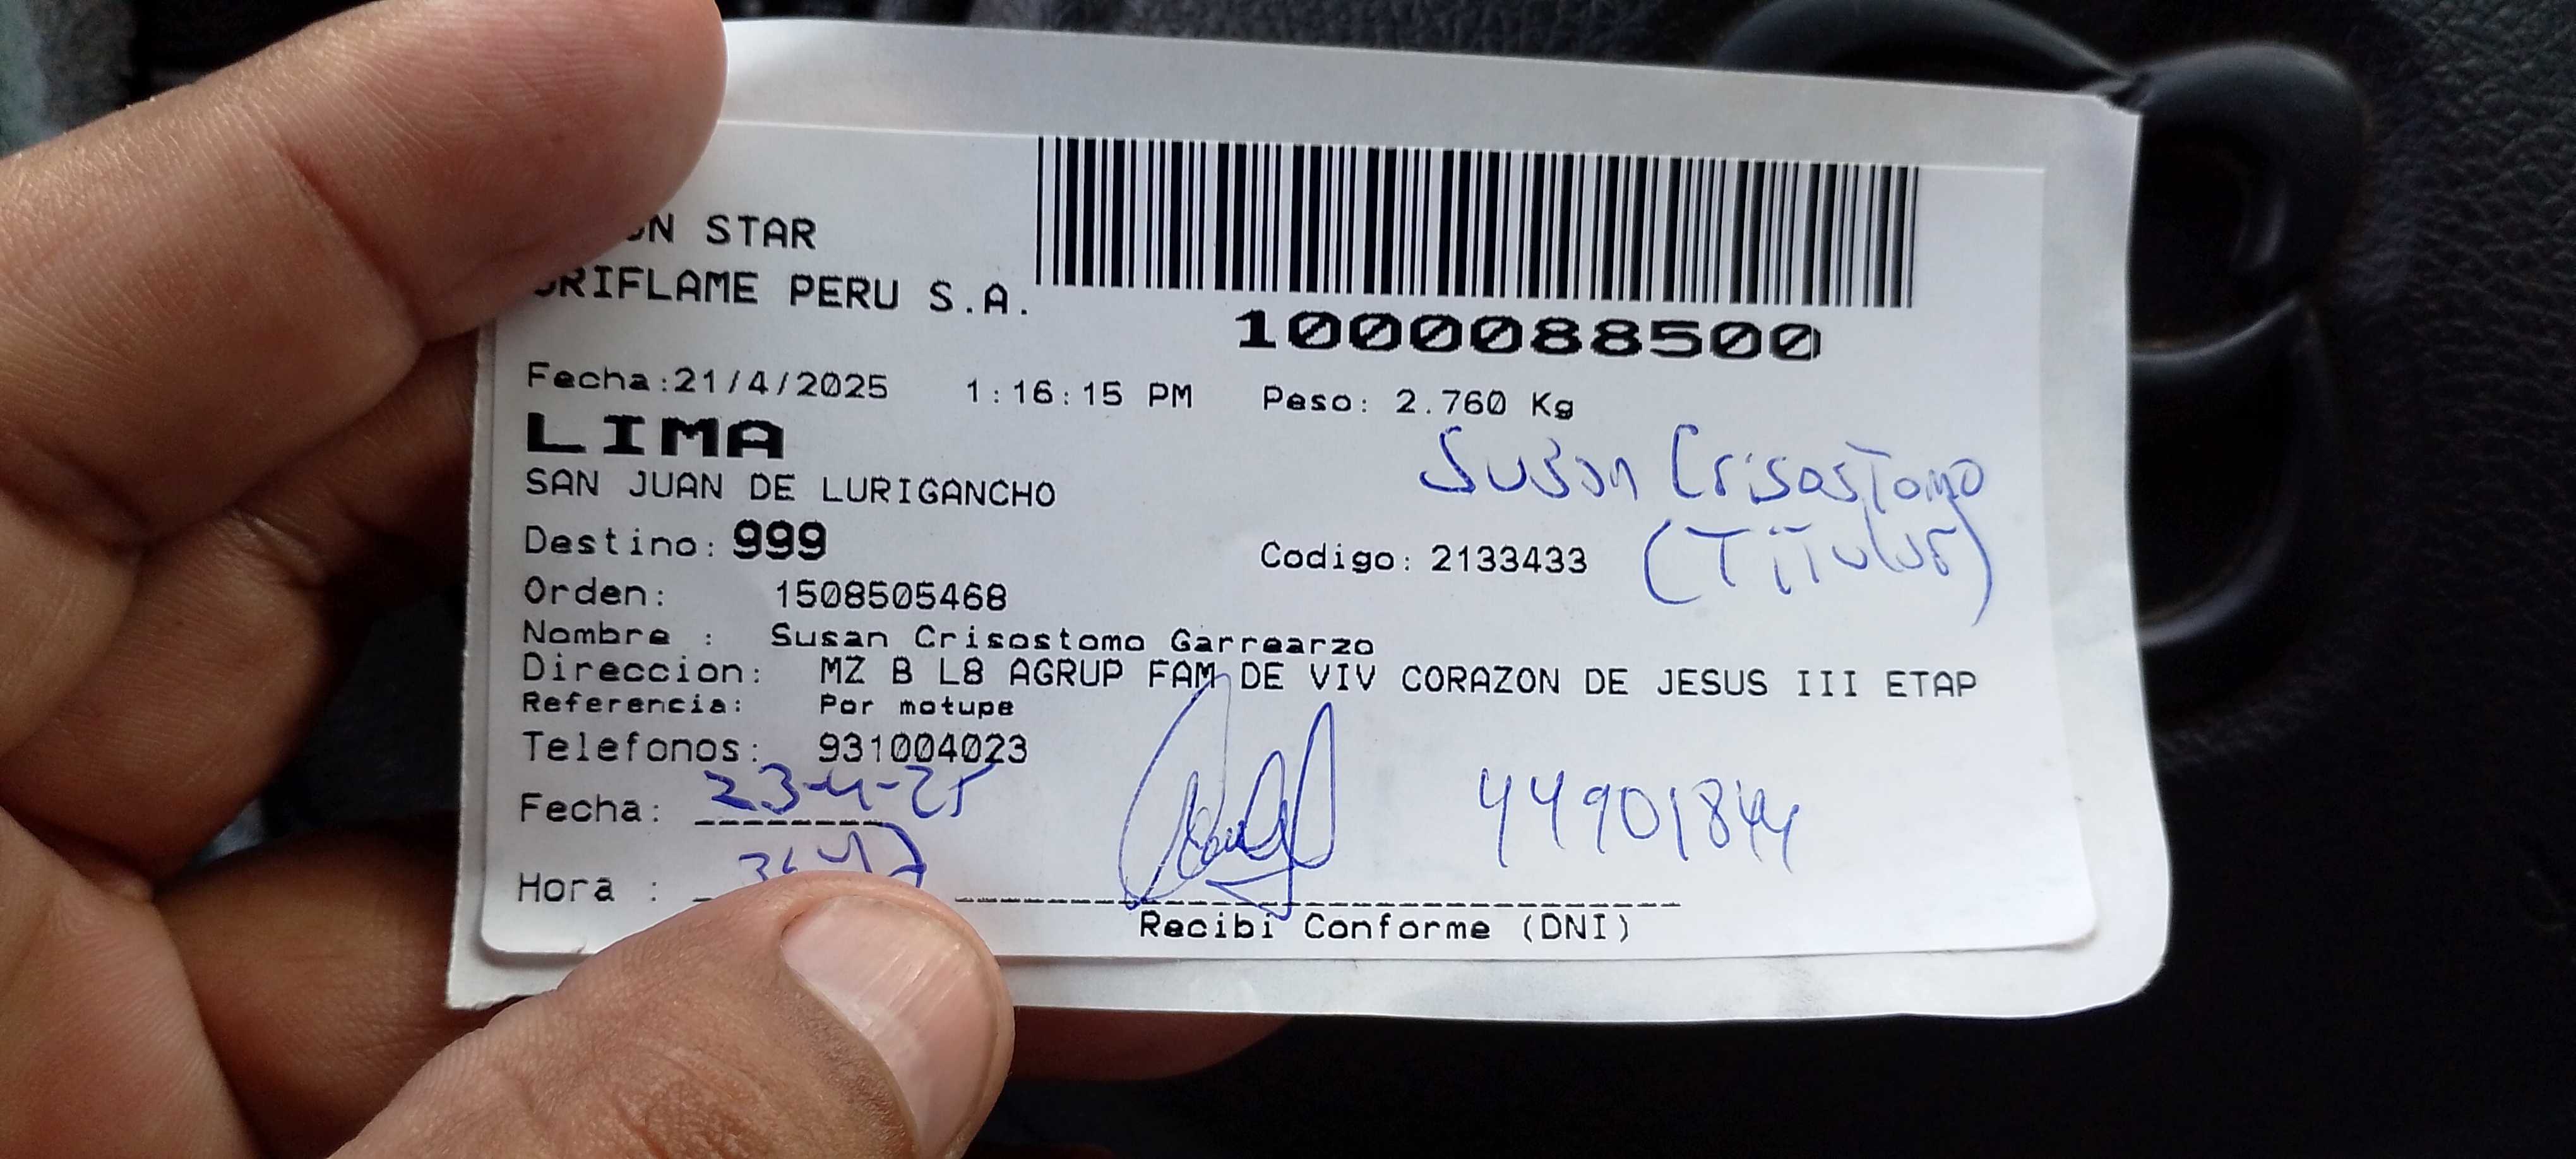 STAR
ORIFLAME PERU S.A.
1000088500
Fecha:21/4/2025 1:16:15 PM Peso: 2.760 Kg
LIMA
Susan Crisostomo
SAN JUAN DE LURIGANCHO
Destino: 999
Codigo: 2133433 (Titular)
Orden: 1508505468
Nombre : Susan Crisostomo Garrearzo
Direccion: MZ B L8 AGRUP FAM DE VIV CORAZON DE JESUS III ETAP
Referencia: Por motupe
Telefonos: 931004023
Fecha: 23-4-25
44901844
Hora :
Recibi Conforme (DNI)